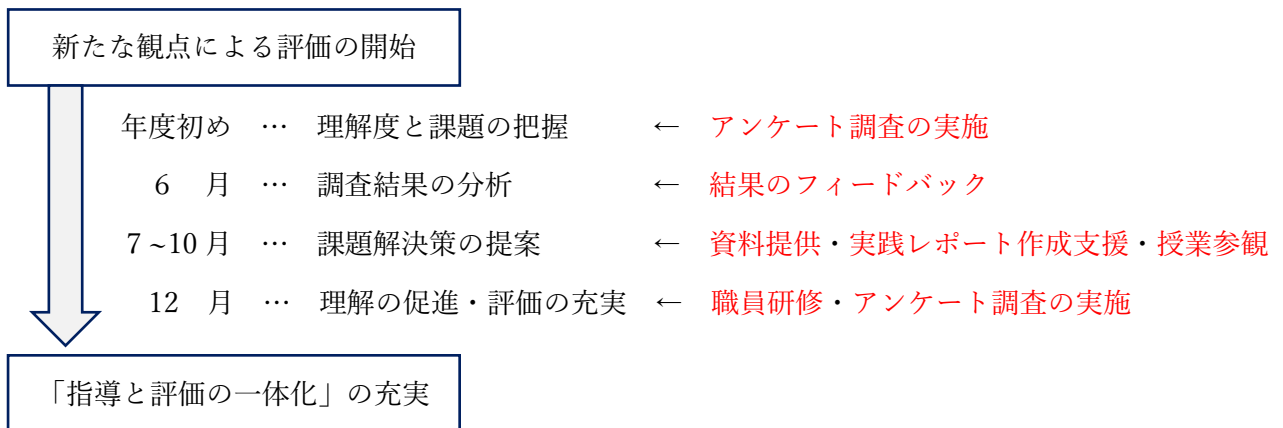 新たな観点による評価の開始
年度初め … 理解度と課題の把握 ← アンケート調査の実施
6 月 … 調査結果の分析 ← 結果のフィードバック
7~10月 … 課題解決策の提案 ← 資料提供・実践レポート作成支援・授業参観
12 月 … 理解の促進・評価の充実 ← 職員研修・アンケート調査の実施
「指導と評価の一体化」の充実